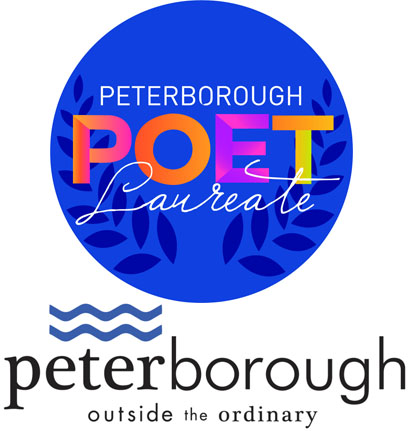 PETERBOROUGH
POET
Laureate
peterborough
outside the ordinary